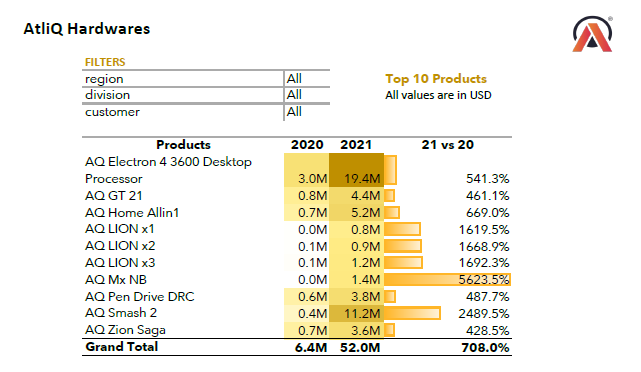 AtliQ Hardwares
FILTERS
region All
division All
customer All
Top 10 Products
All values are in USD
Products 2020 2021 21 vs 20
AQ Electron 4 3600 Desktop
Processor 3.0M 19.4M 541.3%
AQ GT 21 0.8M 4.4M 461.1%
AQ Home Allin1 0.7M 5.2M 669.0%
AQ LION x1 0.0M 0.8M 1619.5%
AQ LION x2 0.1M 0.9M 1668.9%
AQ LION x3 0.1M 1.2M 1692.3%
AQ Mx NB 0.0M 1.4M 5623.5%
AQ Pen Drive DRC 0.6M 3.8M 487.7%
AQ Smash 2 0.4M 11.2M 2489.5%
AQ Zion Saga 0.7M 3.6M 428.5%
Grand Total 6.4M 52.0M 708.0%